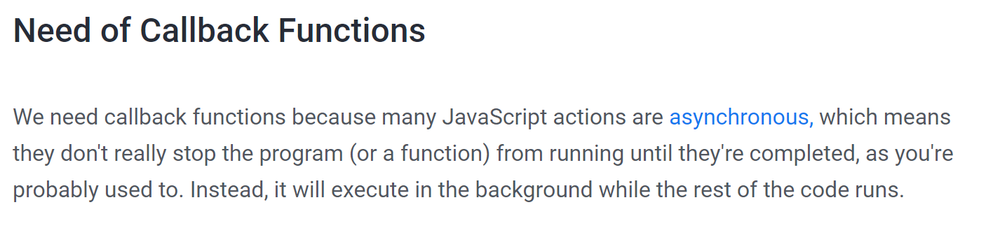 Need of Callback Functions
We need callback functions because many JavaScript actions are asynchronous, which means
they don't really stop the program (or a function) from running until they're completed, as you're
probably used to. Instead, it will execute in the background while the rest of the code runs.